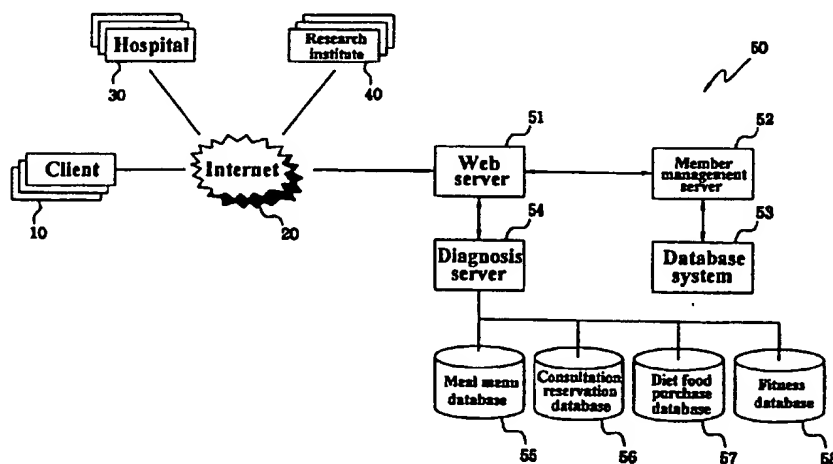 Hospital
30
Research
institute
40
50
Client
10
Internet
20
51
Web
server
52
Member
management
server
54
Diagnosis
server
53
Database
system
Meal menu
database
55
Consultation
reservation
database
56
Diet food
purchase
database
57
Fitness
database
58